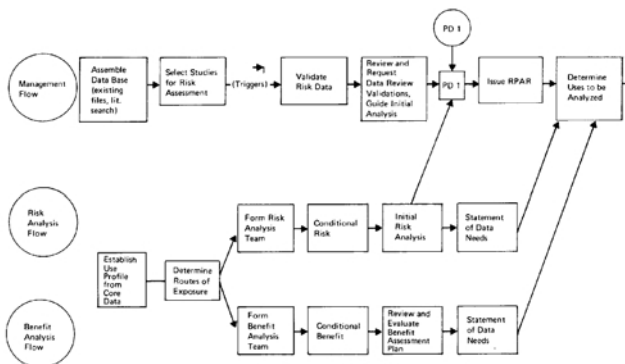 PD 1
Management
Flow
Assemble
Data Base
(existing
files, lit.
search)
Select Studies
for Risk
Assessment
(Triggers)
Validate
Risk Data
Review and
Request
Data Review
Validations,
Guide Initial
Analysis
PD 1
Issue RPAR
Determine
Uses to be
Analyzed
Risk
Analysis
Flow
Form Risk
Analysis
Team
Conditional
Risk
Initial
Risk
Analysis
Statement
of Data
Needs
Establish
Use
Profile
from
Core
Data
Determine
Routes of
Exposure
Benefit
Analysis
Flow
Form
Benefit
Analysis
Team
Conditional
Benefit
Review and
Evaluate
Benefit
Assessment
Plan
Statement
of Data
Needs